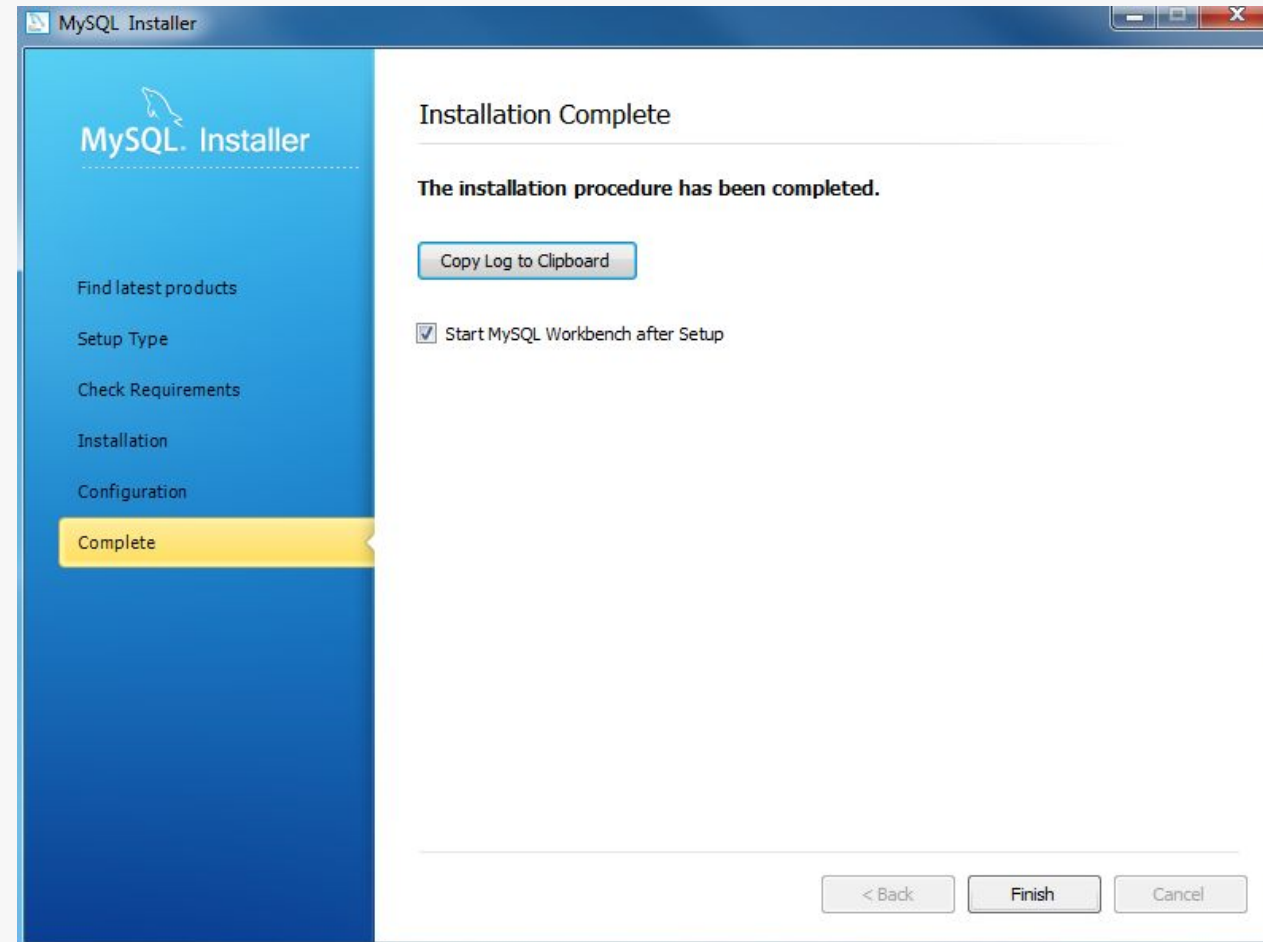 MySQL Installer
MySQL. Installer
Find latest products
Setup Type
Check Requirements
Installation
Configuration
Complete
Installation Complete
The installation procedure has been completed.
Copy Log to Clipboard
Start MySQL Workbench after Setup
< Back
Finish
Cancel